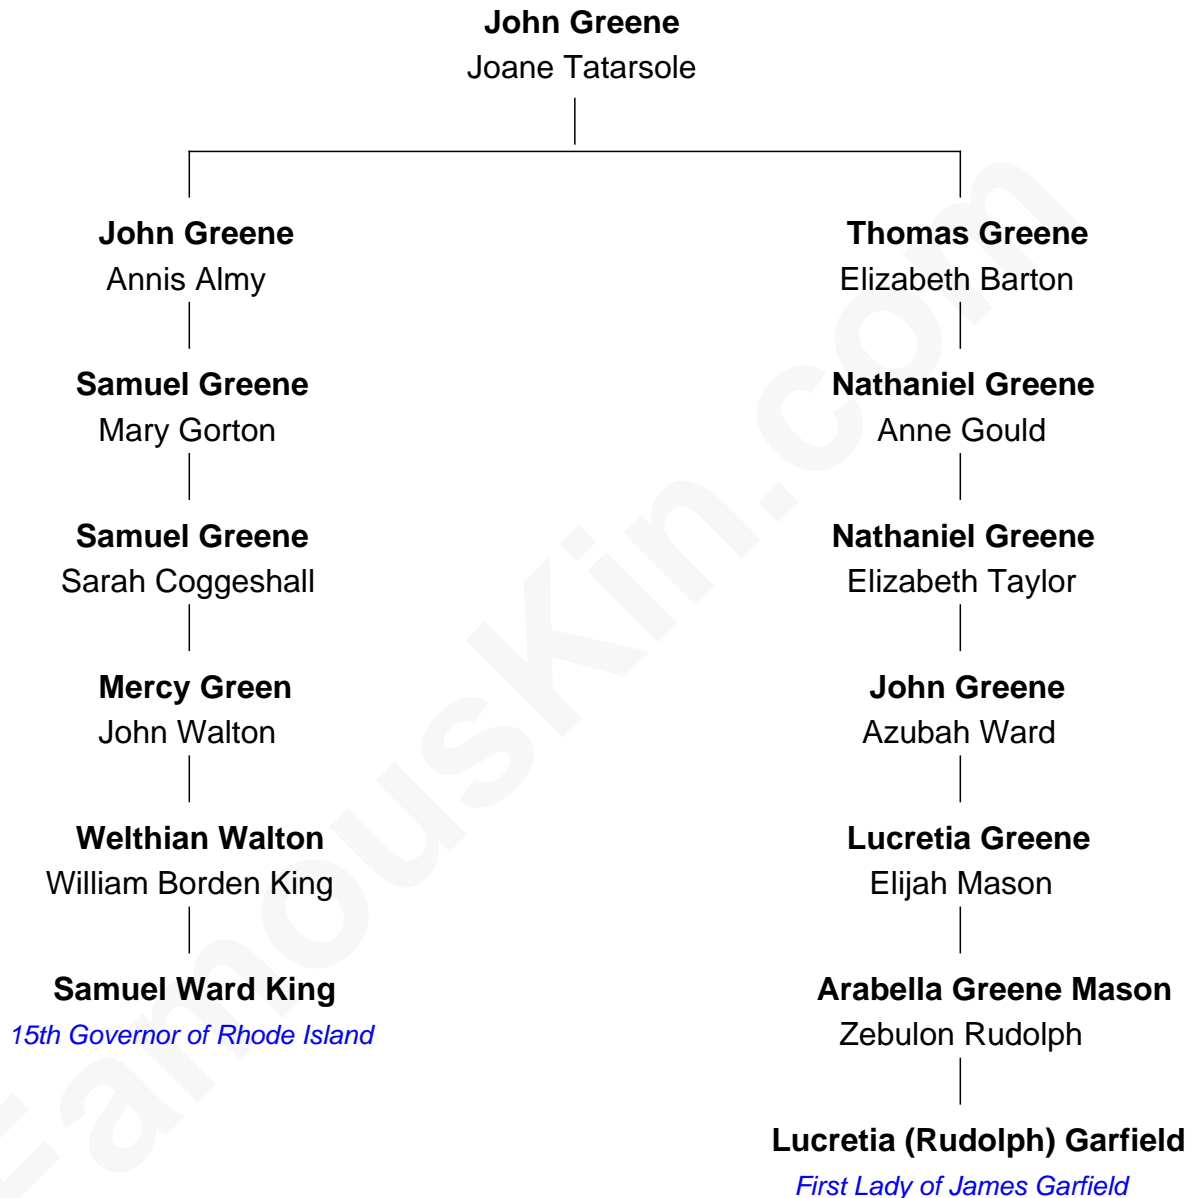 John Greene
Joane Tatarsole
John Greene
Annis Almy
Thomas Greene
Elizabeth Barton
Samuel Greene
Mary Gorton
Nathaniel Greene
Anne Gould
Samuel Greene
Sarah Coggeshall
Nathaniel Greene
Elizabeth Taylor
Mercy Green
John Walton
John Greene
Azubah Ward
Welthian Walton
William Borden King
Lucretia Greene
Elijah Mason
Samuel Ward King
15th Governor of Rhode Island
Arabella Greene Mason
Zebulon Rudolph
Lucretia (Rudolph) Garfield
First Lady of James Garfield
FamousKin.com